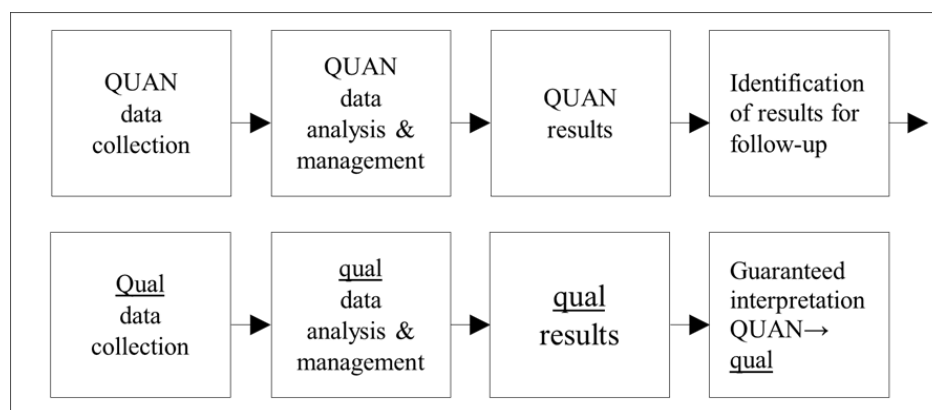 QUAN
data
collection
QUAN
data
analysis &
management
QUAN
results
Identification
of results for
follow-up
Qual
data
collection
qual
data
analysis &
management
qual
results
Guaranteed
interpretation
QUAN→
qual